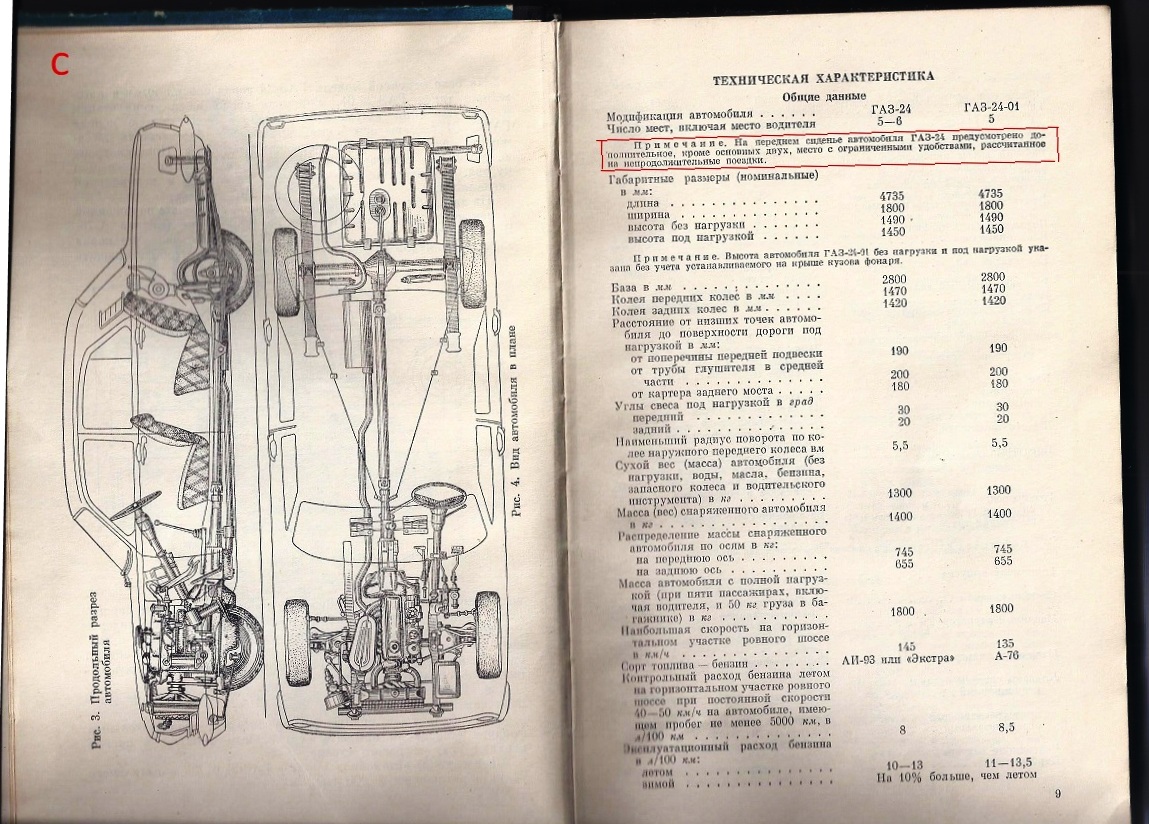 С
Рис. 3. Продольный разрез
автомобиля
Рис. 4. Вид автомобиля в плане
ТЕХНИЧЕСКАЯ ХАРАКТЕРИСТИКА
Общие данные
Модификация автомобиля . . . . . . ГАЗ-24 ГАЗ-24-01
Число мест, включая место водителя 5—6 5
Примечание. На переднем сиденье автомобиля ГАЗ-24 предусмотрено до-
полнительное, кроме основных двух, место с ограниченными удобствами, рассчитанное
на непродолжительные поездки.
Габаритные размеры (номинальные)
в мм:
длина . . . . . . . . . . . . . . . 4735 4735
ширина . . . . . . . . . . . . . . 1800 1800
высота без нагрузки . . . . . . . 1490 1490
высота под нагрузкой . . . . . . 1450 1450
Примечание. Высота автомобиля ГАЗ-24-01 без нагрузки и под нагрузкой ука-
зана без учета устанавливаемого на крыше кузова фонаря.
База в мм . . . . . . . . . . . . . . 2800 2800
Колея передних колес в мм . . . . 1470 1470
Колея задних колес в мм . . . . . . 1420 1420
Расстояние от низших точек автомо-
биля до поверхности дороги под
нагрузкой в мм:
от поперечины передней подвески 190 190
от трубы глушителя в средней
части . . . . . . . . . . . . . . 200 200
от картера заднего моста . . . . . 180 180
Углы свеса под нагрузкой в град
передний . . . . . . . . . . . . . 30 30
задний . . . . . . . . . . . . . . . 20 20
Наименьший радиус поворота по ко-
лее наружного переднего колеса в м 5,5 5,5
Сухой вес (масса) автомобиля (без
нагрузки, воды, масла, бензина,
запасного колеса и водительского
инструмента) в кг . . . . . . . . . 1300 1300
Масса (вес) снаряженного автомобиля
в кг . . . . . . . . . . . . . . . . . 1400 1400
Распределение массы снаряженного
автомобиля по осям в кг:
на переднюю ось . . . . . . . . . 745 745
на заднюю ось . . . . . . . . . . 655 655
Масса автомобиля с полной нагруз-
кой (при пяти пассажирах, вклю-
чая водителя, и 50 кг груза в ба-
гажнике) в кг . . . . . . . . . . . 1800 1800
Наибольшая скорость на горизон-
тальном участке ровного шоссе
в км/ч . . . . . . . . . . . . . . . 145 135
Сорт топлива — бензин . . . . . . . . АИ-93 или «Экстра» А-76
Контрольный расход бензина летом
на горизонтальном участке ровного
шоссе при постоянной скорости
40—50 км/ч на автомобиле, имею-
щем пробег не менее 5000 км, в
л/100 км . . . . . . . . . . . . . . 8 8,5
Эксплуатационный расход бензина
в л/100 км:
летом . . . . . . . . . . . . . . . 10—13 11—13,5
зимой . . . . . . . . . . . . . . . На 10% больше, чем летом
9